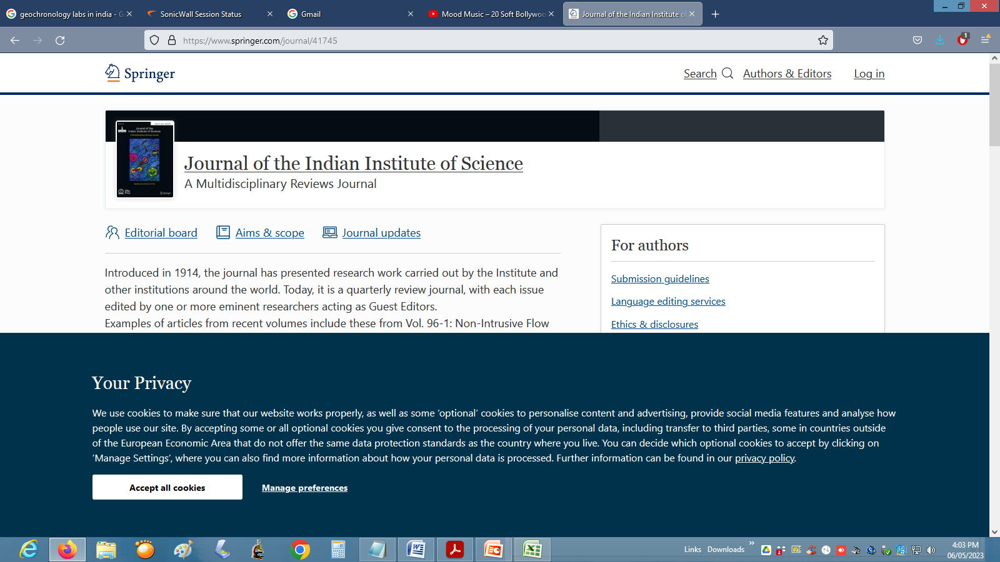 geochronology labs in india - G
SonicWall Session Status
Gmail
Mood Music – 20 Soft Bollywoo
Journal of the Indian Institute of
https://www.springer.com/journal/41745
1
Springer
Search
Authors & Editors
Log in
Journal of the
Indian Institute of Science
Journal of the Indian Institute of Science
A Multidisciplinary Reviews Journal
Editorial board
Aims & scope
Journal updates
For authors
Introduced in 1914, the journal has presented research work carried out by the Institute and
other institutions around the world. Today, it is a quarterly review journal, with each issue
edited by one or more eminent researchers acting as Guest Editors.
Examples of articles from recent volumes include these from Vol. 96-1: Non-Intrusive Flow
Submission guidelines
Language editing services
Ethics & disclosures
Your Privacy
We use cookies to make sure that our website works properly, as well as some ‘optional’ cookies to personalise content and advertising, provide social media features and analyse how
people use our site. By accepting some or all optional cookies you give consent to the processing of your personal data, including transfer to third parties, some in countries outside
of the European Economic Area that do not offer the same data protection standards as the country where you live. You can decide which optional cookies to accept by clicking on
‘Manage Settings’, where you can also find more information about how your personal data is processed. Further information can be found in our privacy policy.
Accept all cookies
Manage preferences
Links
Downloads
4:03 PM
06/05/2023